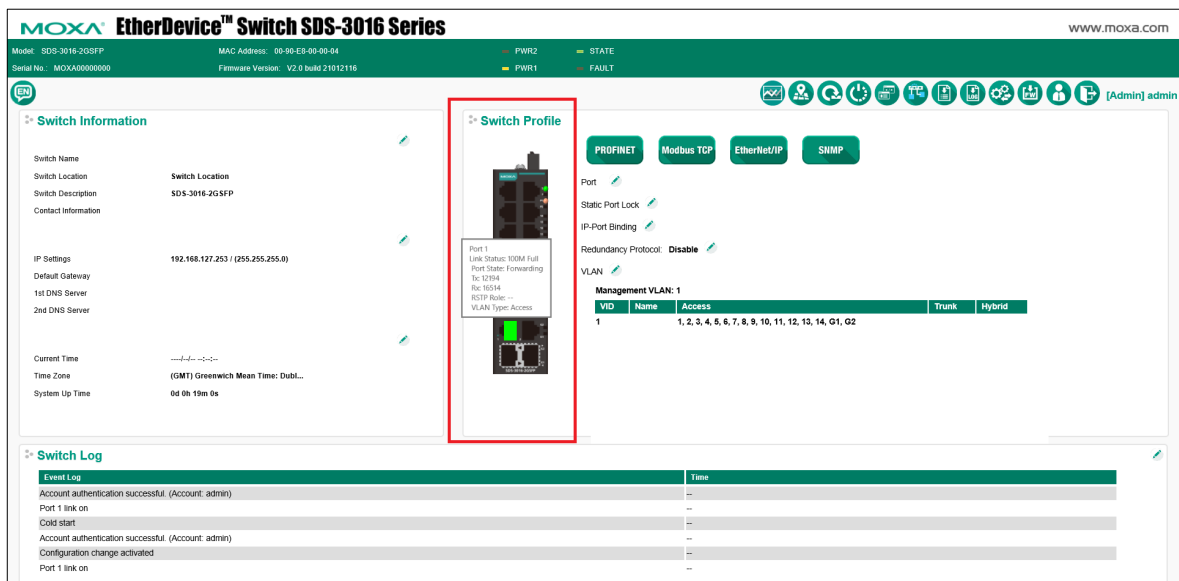 MOXA® EtherDevice™ Switch SDS-3016 Series
www.moxa.com
Model: SDS-3016-2GSFP MAC Address: 00-90-E8-00-00-04 PWR2 STATE
Serial No.: MOXA00000000 Firmware Version: V2.0 build 21012116 PWR1 FAULT
EN
LOG
PW
[Admin] admin
Switch Information
Switch Name
Switch Location Switch Location
Switch Description SDS-3016-2GSFP
Contact Information
IP Settings 192.168.127.253 / (255.255.255.0)
Default Gateway
1st DNS Server
2nd DNS Server
Current Time ----/--/-- --:--:--
Time Zone (GMT) Greenwich Mean Time: Dubl...
System Up Time 0d 0h 19m 0s
Switch Profile
Port 1
Link Status: 100M Full
Port State: Forwarding
Tx: 12194
Rx: 16514
RSTP Role: --
VLAN Type: Access
SDS-3016-2GSFP
PROFINET Modbus TCP EtherNet/IP SNMP
Port
Static Port Lock
IP-Port Binding
Redundancy Protocol: Disable
VLAN
Management VLAN: 1
VID Name Access Trunk Hybrid
1 1, 2, 3, 4, 5, 6, 7, 8, 9, 10, 11, 12, 13, 14, G1, G2
Switch Log
Event Log Time
Account authentication successful. (Account: admin) --
Port 1 link on --
Cold start --
Account authentication successful. (Account: admin) --
Configuration change activated --
Port 1 link on --